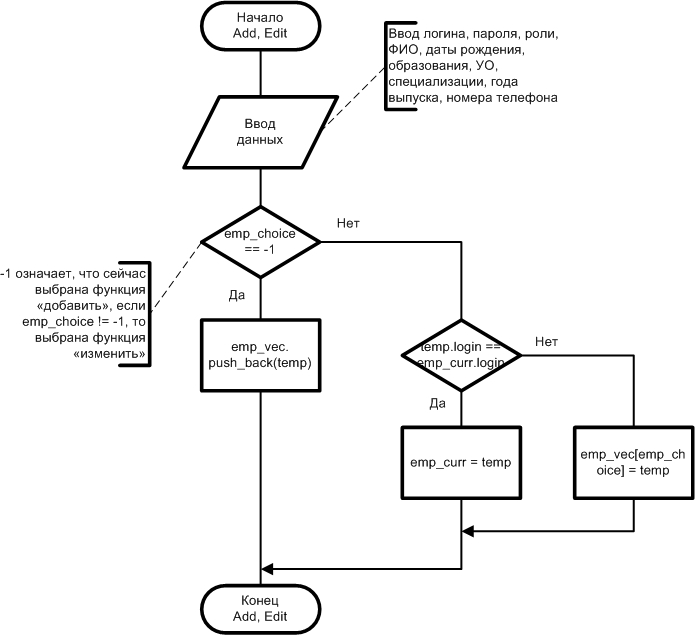 Начало
Add, Edit
Ввод логина, пароля, роли,
ФИО, даты рождения,
образования, УО,
специализации, года
выпуска, номера телефона
Ввод
данных
emp_choice
== -1
Нет
-1 означает, что сейчас
выбрана функция
«добавить», если
emp_choice != -1, то
выбрана функция
«изменить»
Да
emp_vec.
push_back(temp)
temp.login ==
emp_curr.login
Нет
Да
emp_curr = temp
emp_vec[emp_ch
oice] = temp
Конец
Add, Edit